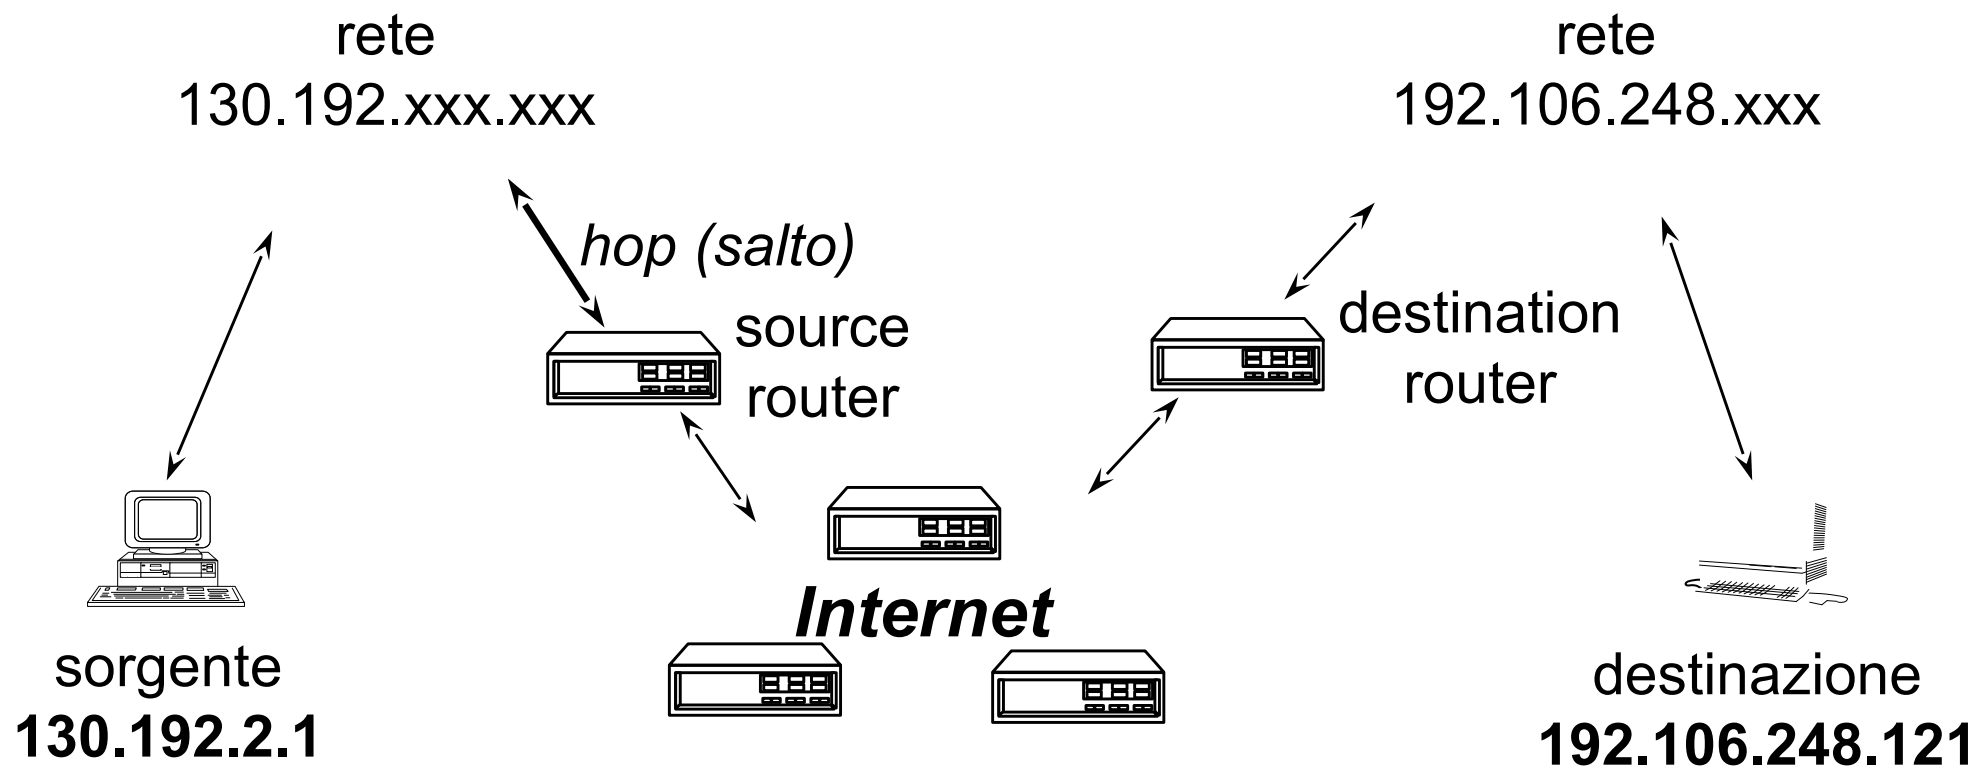 rete
130.192.xxx.xxx
rete
192.106.248.xxx
hop (salto)
source
router
destination
router
Internet
sorgente
130.192.2.1
destinazione
192.106.248.121